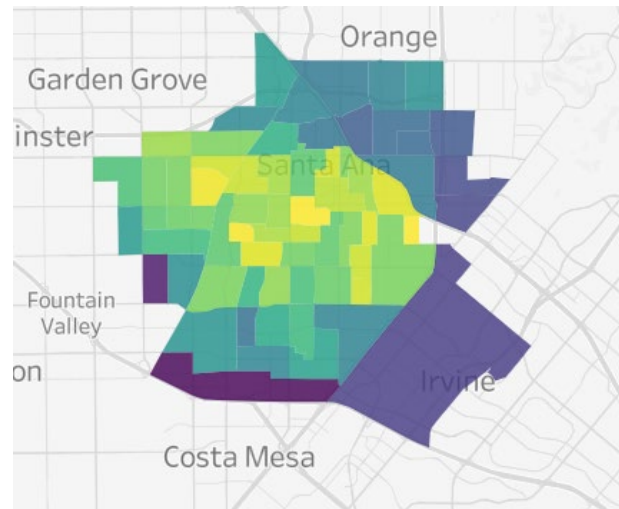 Orange
Garden Grove
inster
Santa Ana
Fountain
Valley
on
Irvine
Costa Mesa